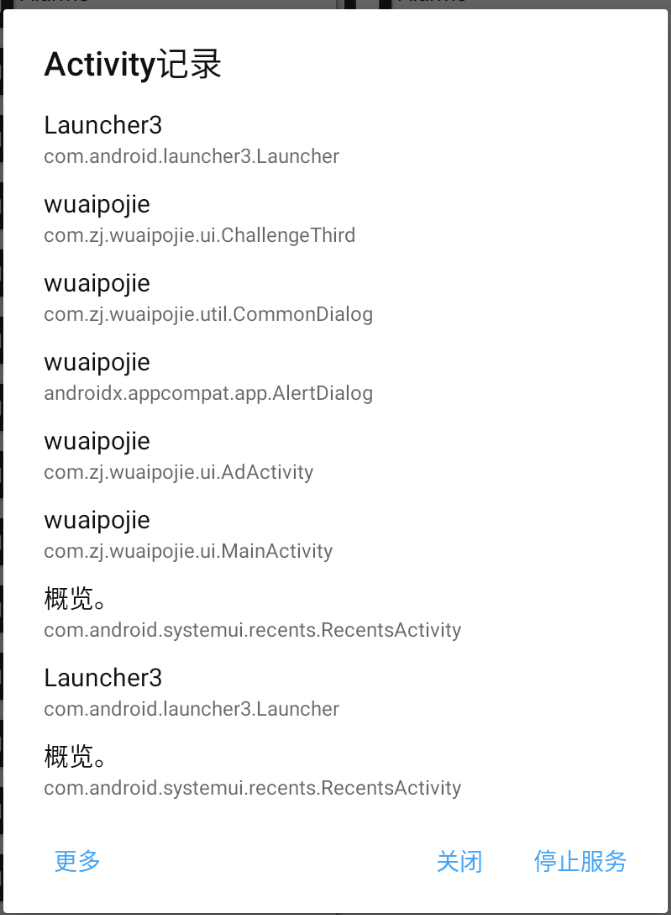 Activity记录
Launcher3
com.android.launcher3.Launcher
wuaipojie
com.zj.wuaipojie.ui.ChallengeThird
wuaipojie
com.zj.wuaipojie.util.CommonDialog
wuaipojie
androidx.appcompat.app.AlertDialog
wuaipojie
com.zj.wuaipojie.ui.AdActivity
wuaipojie
com.zj.wuaipojie.ui.MainActivity
概览。
com.android.systemui.recents.RecentsActivity
Launcher3
com.android.launcher3.Launcher
概览。
com.android.systemui.recents.RecentsActivity
更多 关闭 停止服务